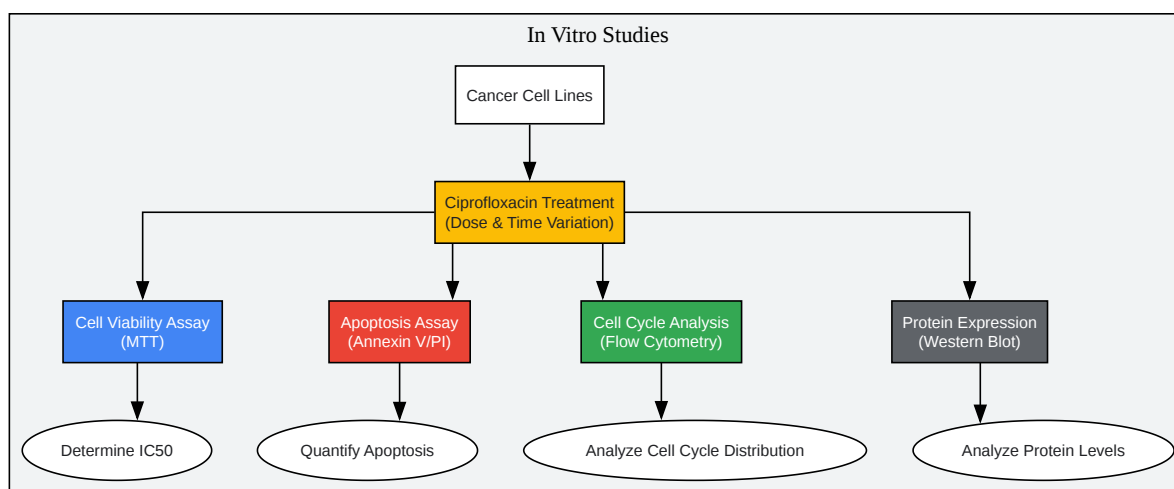 In Vitro Studies
Cancer Cell Lines
Ciprofloxacin Treatment
(Dose & Time Variation)
Cell Viability Assay
(MTT)
Apoptosis Assay
(Annexin V/PI)
Cell Cycle Analysis
(Flow Cytometry)
Protein Expression
(Western Blot)
Determine IC50
Quantify Apoptosis
Analyze Cell Cycle Distribution
Analyze Protein Levels